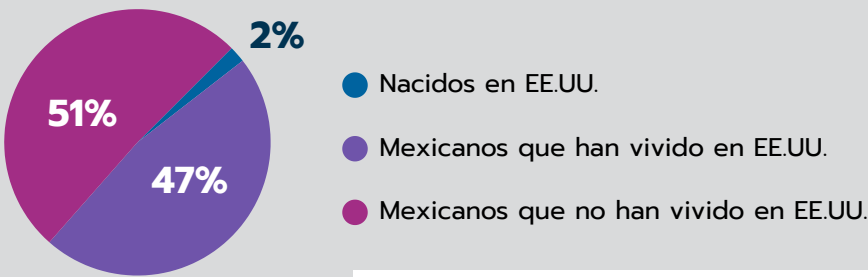 2%
51%
47%
Nacidos en EE.UU.
Mexicanos que han vivido en EE.UU.
Mexicanos que no han vivido en EE.UU.